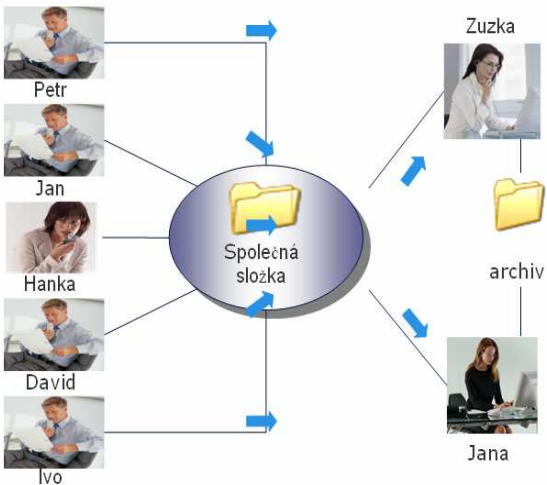 Petr
Jan
Hanka
David
Ivo
Společná
složka
Zuzka
archiv
Jana